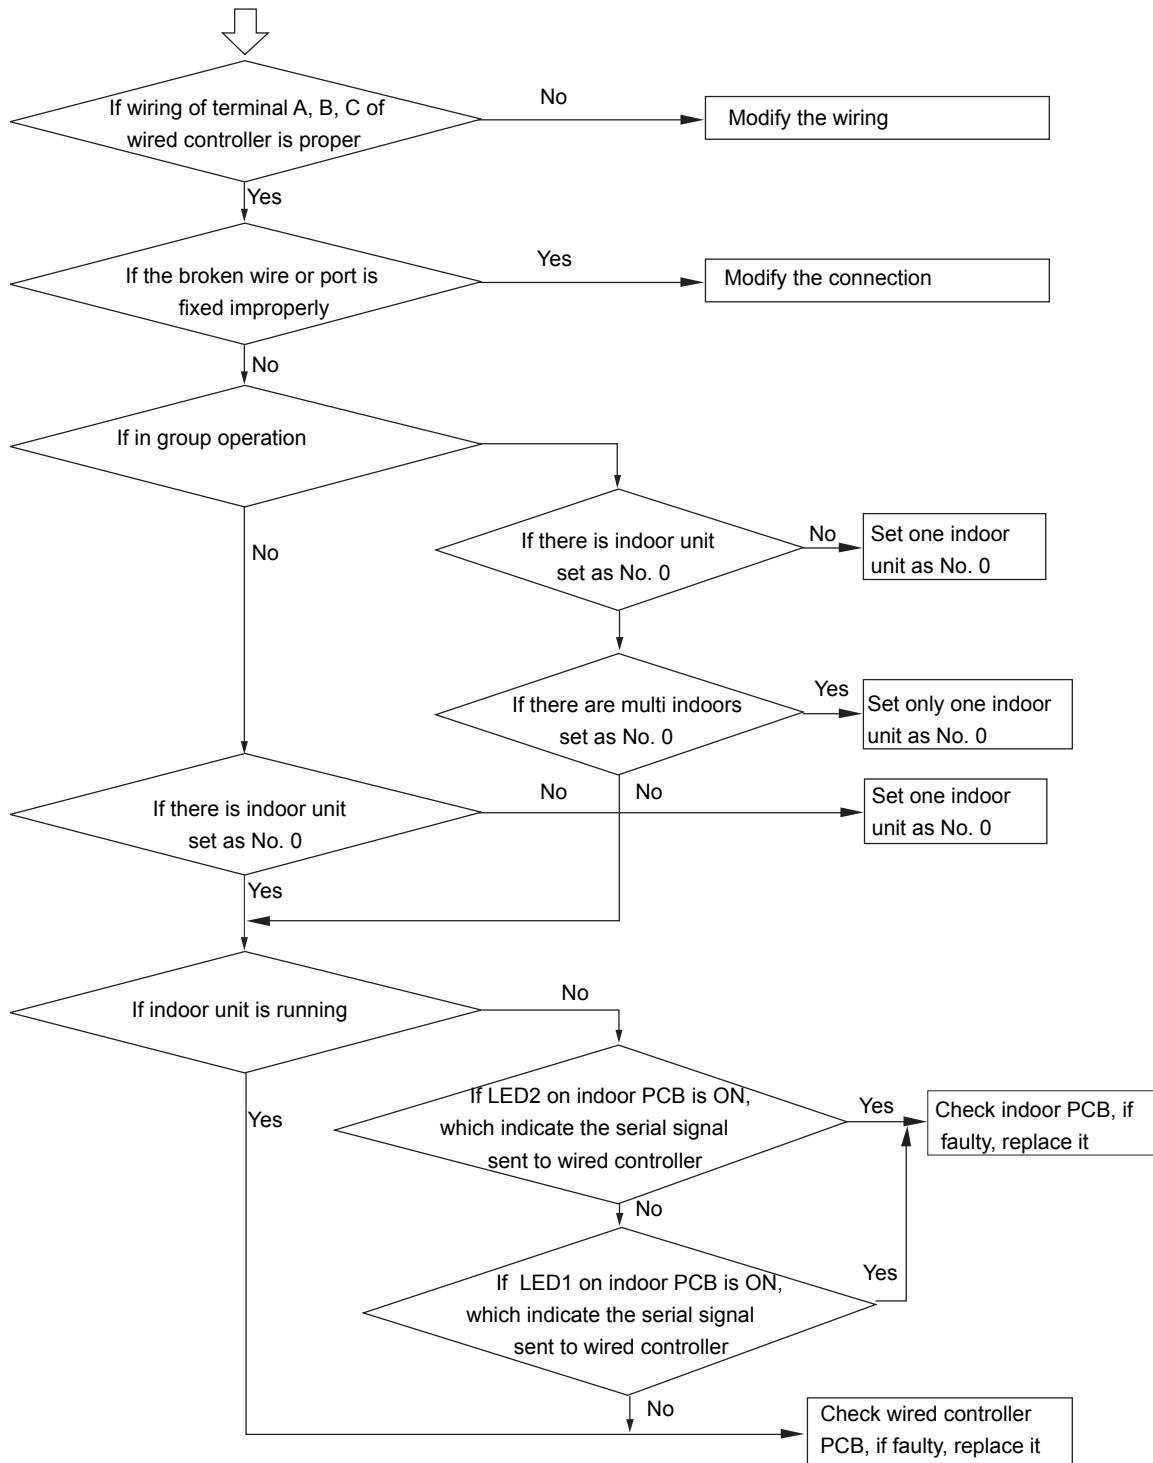 If wiring of terminal A, B, C of
wired controller is proper
No
Modify the wiring
Yes
If the broken wire or port is
fixed improperly
Yes
Modify the connection
No
If in group operation
No
If there is indoor unit
set as No. 0
No
Set one indoor
unit as No. 0
If there are multi indoors
set as No. 0
Yes
Set only one indoor
unit as No. 0
If there is indoor unit
set as No. 0
No
No
Set one indoor
unit as No. 0
Yes
If indoor unit is running
No
Yes
If LED2 on indoor PCB is ON,
which indicate the serial signal
sent to wired controller
Yes
Check indoor PCB, if
faulty, replace it
No
If LED1 on indoor PCB is ON,
which indicate the serial signal
sent to wired controller
Yes
No
Check wired controller
PCB, if faulty, replace it